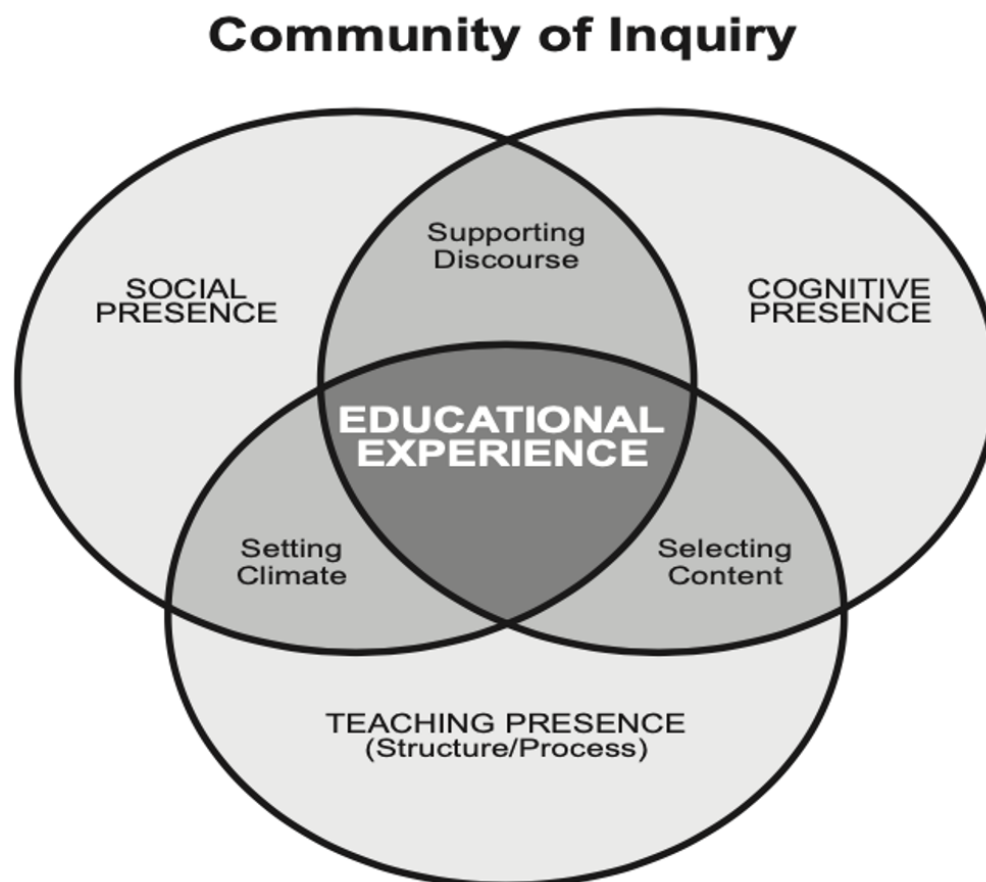 Community of Inquiry
Supporting
Discourse
SOCIAL
PRESENCE
COGNITIVE
PRESENCE
EDUCATIONAL
EXPERIENCE
Setting
Climate
Selecting
Content
TEACHING PRESENCE
(Structure/Process)